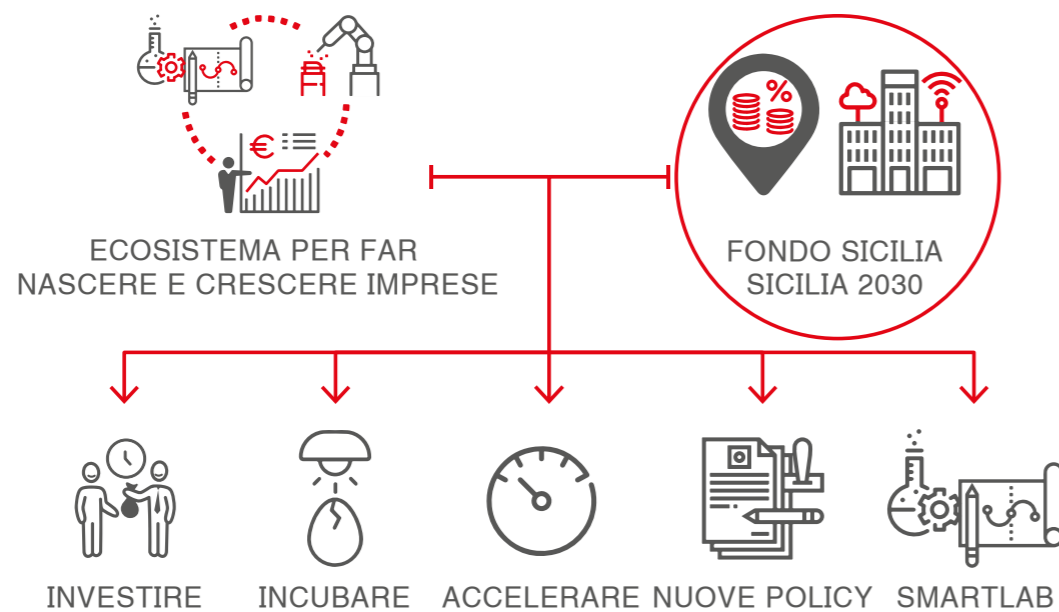 ECOSISTEMA PER FAR
NASCERE E CRESCERE IMPRESE
FONDO SICILIA
SICILIA 2030
INVESTIRE
INCUBARE
ACCELERARE
NUOVE POLICY
SMARTLAB